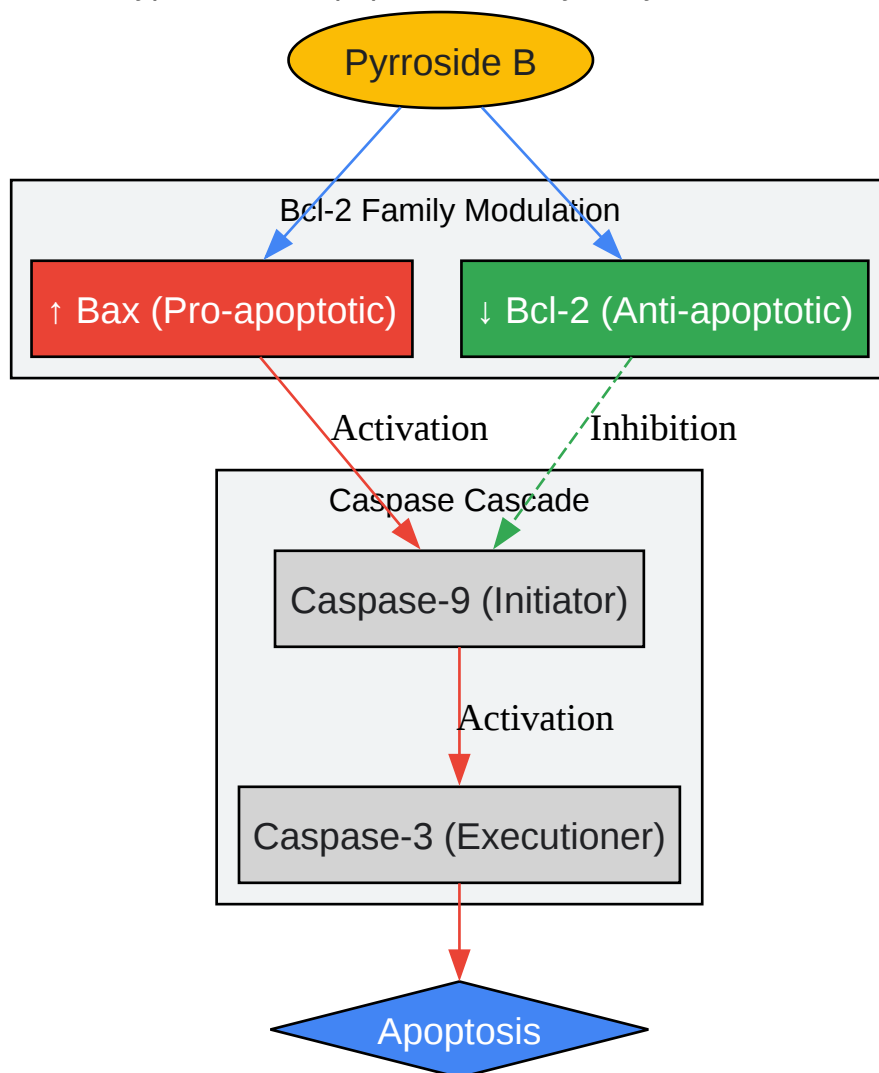 Pyrroside B
Bcl-2 Family Modulation
↑ Bax (Pro-apoptotic)
↓ Bcl-2 (Anti-apoptotic)
Activation
Inhibition
Caspase Cascade
Caspase-9 (Initiator)
Activation
Caspase-3 (Executioner)
Apoptosis